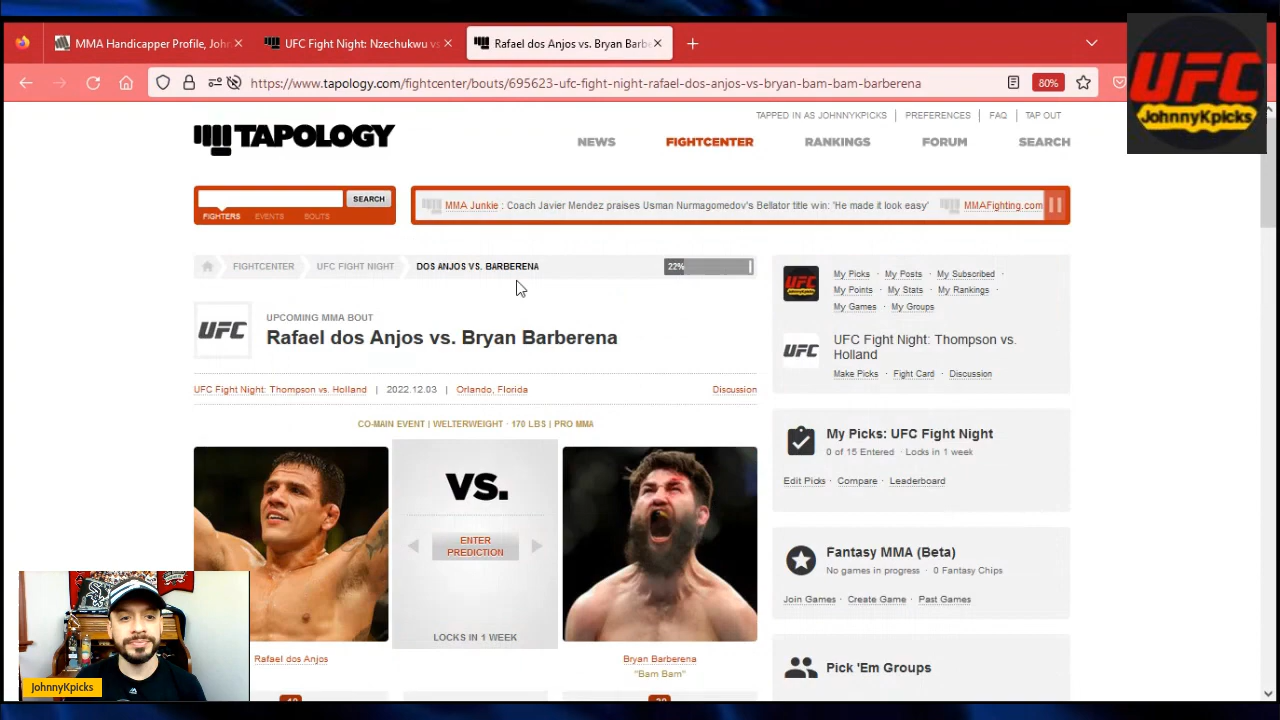 MMA Handicapper Profile, John
UFC Fight Night: Nzechukwu vs
Rafael dos Anjos vs. Bryan Barbe
https://www.tapology.com/fightcenter/bouts/695623-ufc-fight-night-rafael-dos-anjos-vs-bryan-bam-bam-barberena
80%
UFC
JohnnyKpicks
TAPPED IN AS JOHNNYKPICKS
PREFERENCES
FAQ
TAP OUT
TAPOLOGY
NEWS
FIGHTCENTER
RANKINGS
FORUM
SEARCH
SEARCH
FIGHTERS
EVENTS
BOUTS
MMA Junkie : Coach Javier Mendez praises Usman Nurmagomedov's Bellator title win: 'He made it look easy'
MMAFighting.com
FIGHTCENTER
UFC FIGHT NIGHT
DOS ANJOS VS. BARBERENA
22%
UFC
UPCOMING MMA BOUT
Rafael dos Anjos vs. Bryan Barberena
UFC Fight Night: Thompson vs. Holland | 2022.12.03 | Orlando, Florida
Discussion
CO-MAIN EVENT | WELTERWEIGHT · 170 LBS | PRO MMA
VS.
ENTER
PREDICTION
LOCKS IN 1 WEEK
Rafael dos Anjos
Bryan Barberena
"Bam Bam"
My Picks · My Posts · My Subscribed ·
My Points · My Stats · My Rankings ·
My Games · My Groups
UFC
UFC Fight Night: Thompson vs.
Holland
Make Picks · Fight Card · Discussion
My Picks: UFC Fight Night
0 of 15 Entered · Locks in 1 week
Edit Picks · Compare · Leaderboard
Fantasy MMA (Beta)
No games in progress · 0 Fantasy Chips
Join Games · Create Game · Past Games
Pick 'Em Groups
JohnnyKpicks